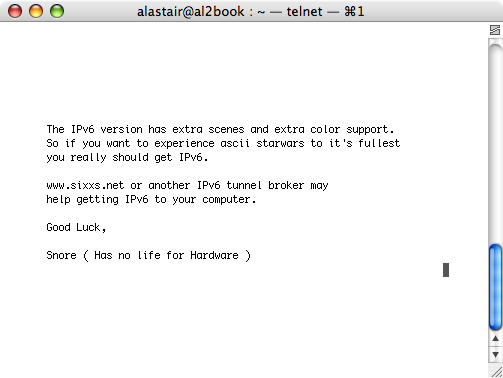 alastair@al2book : ~ — telnet — ⌘1
The IPv6 version has extra scenes and extra color support.
So if you want to experience ascii starwars to it's fullest
you really should get IPv6.
www.sixxs.net or another IPv6 tunnel broker may
help getting IPv6 to your computer.
Good Luck,
Snore ( Has no life for Hardware )